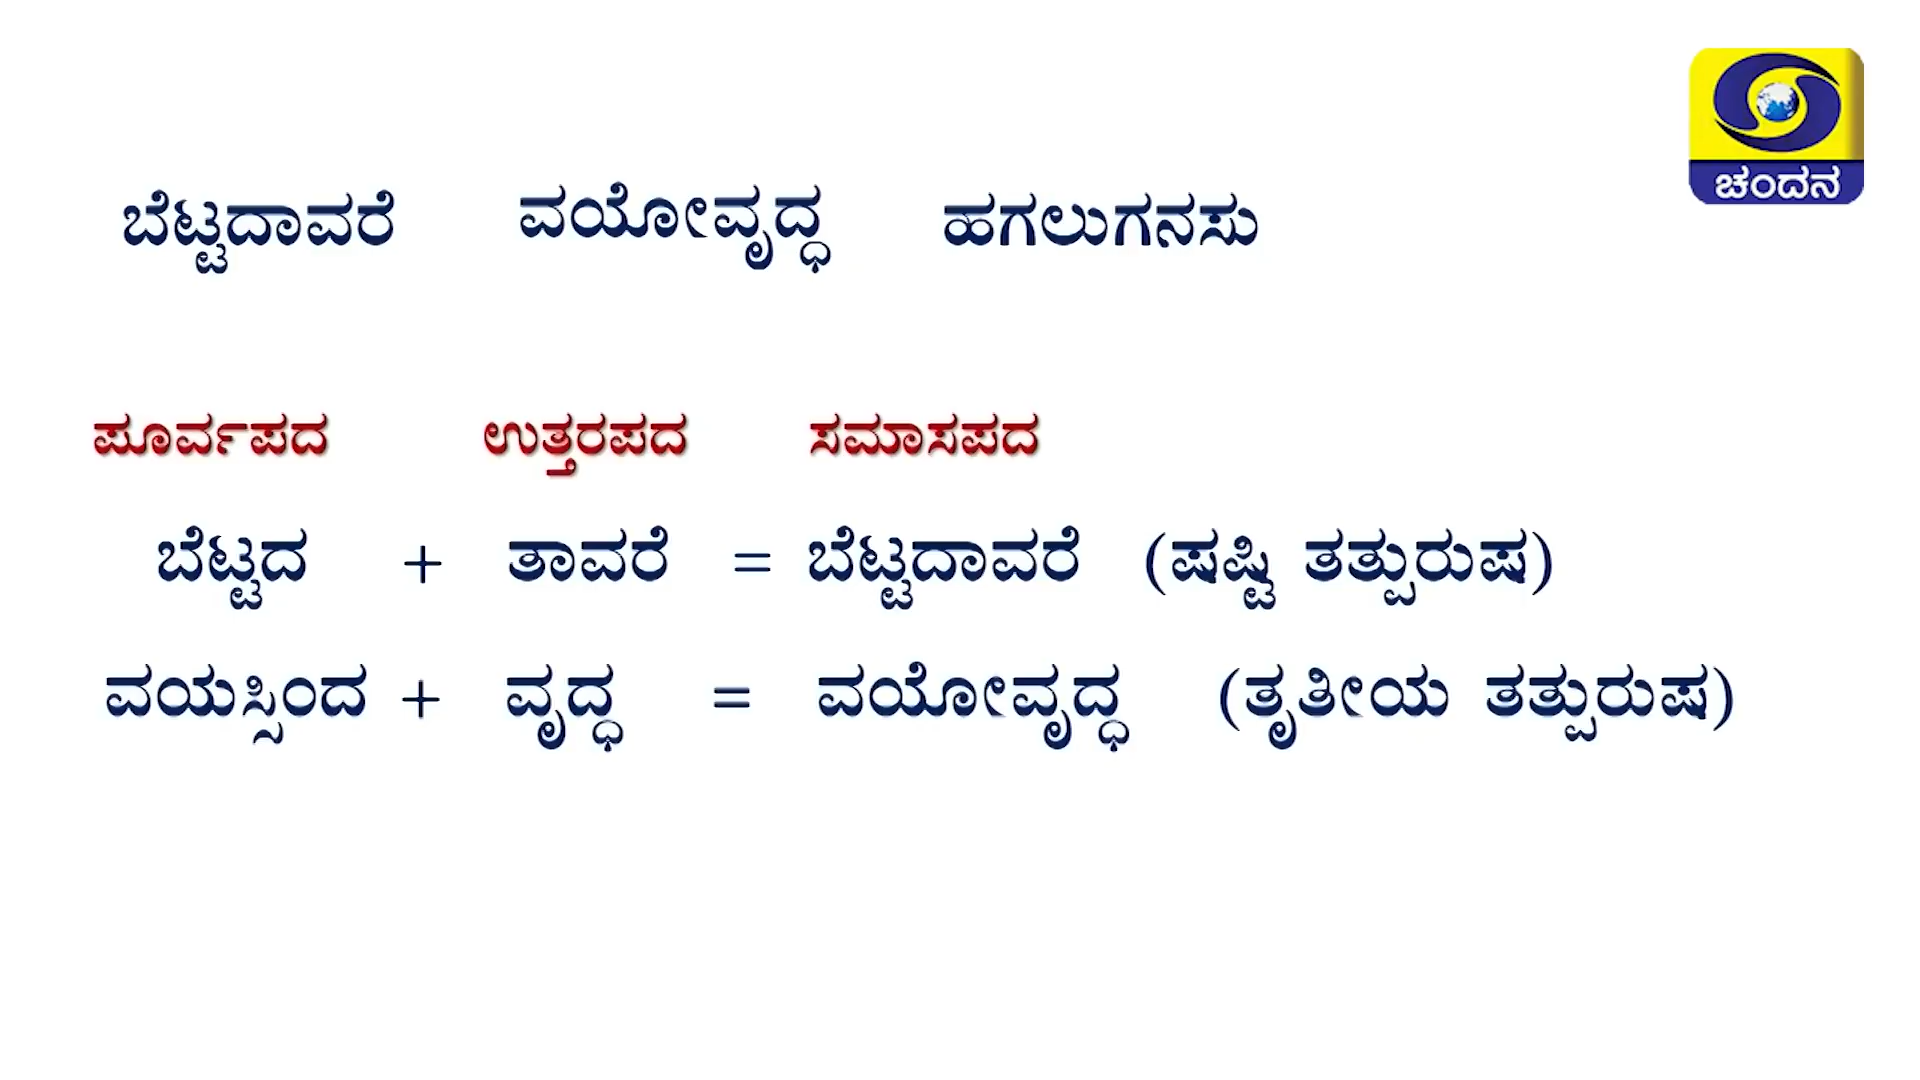 ಚಂದನ
ಬೆಟ್ಟದಾವರೆ ವಯೋವೃದ್ಧ ಹಗಲುಗನಸು
ಪೂರ್ವಪದ ಉತ್ತರಪದ ಸಮಾಸಪದ
ಬೆಟ್ಟದ + ತಾವರೆ = ಬೆಟ್ಟದಾವರೆ (ಷಷ್ಟಿ ತತ್ಪುರುಷ)
ವಯಸ್ಸಿಂದ + ವೃದ್ಧ = ವಯೋವೃದ್ಧ (ತೃತೀಯ ತತ್ಪುರುಷ)